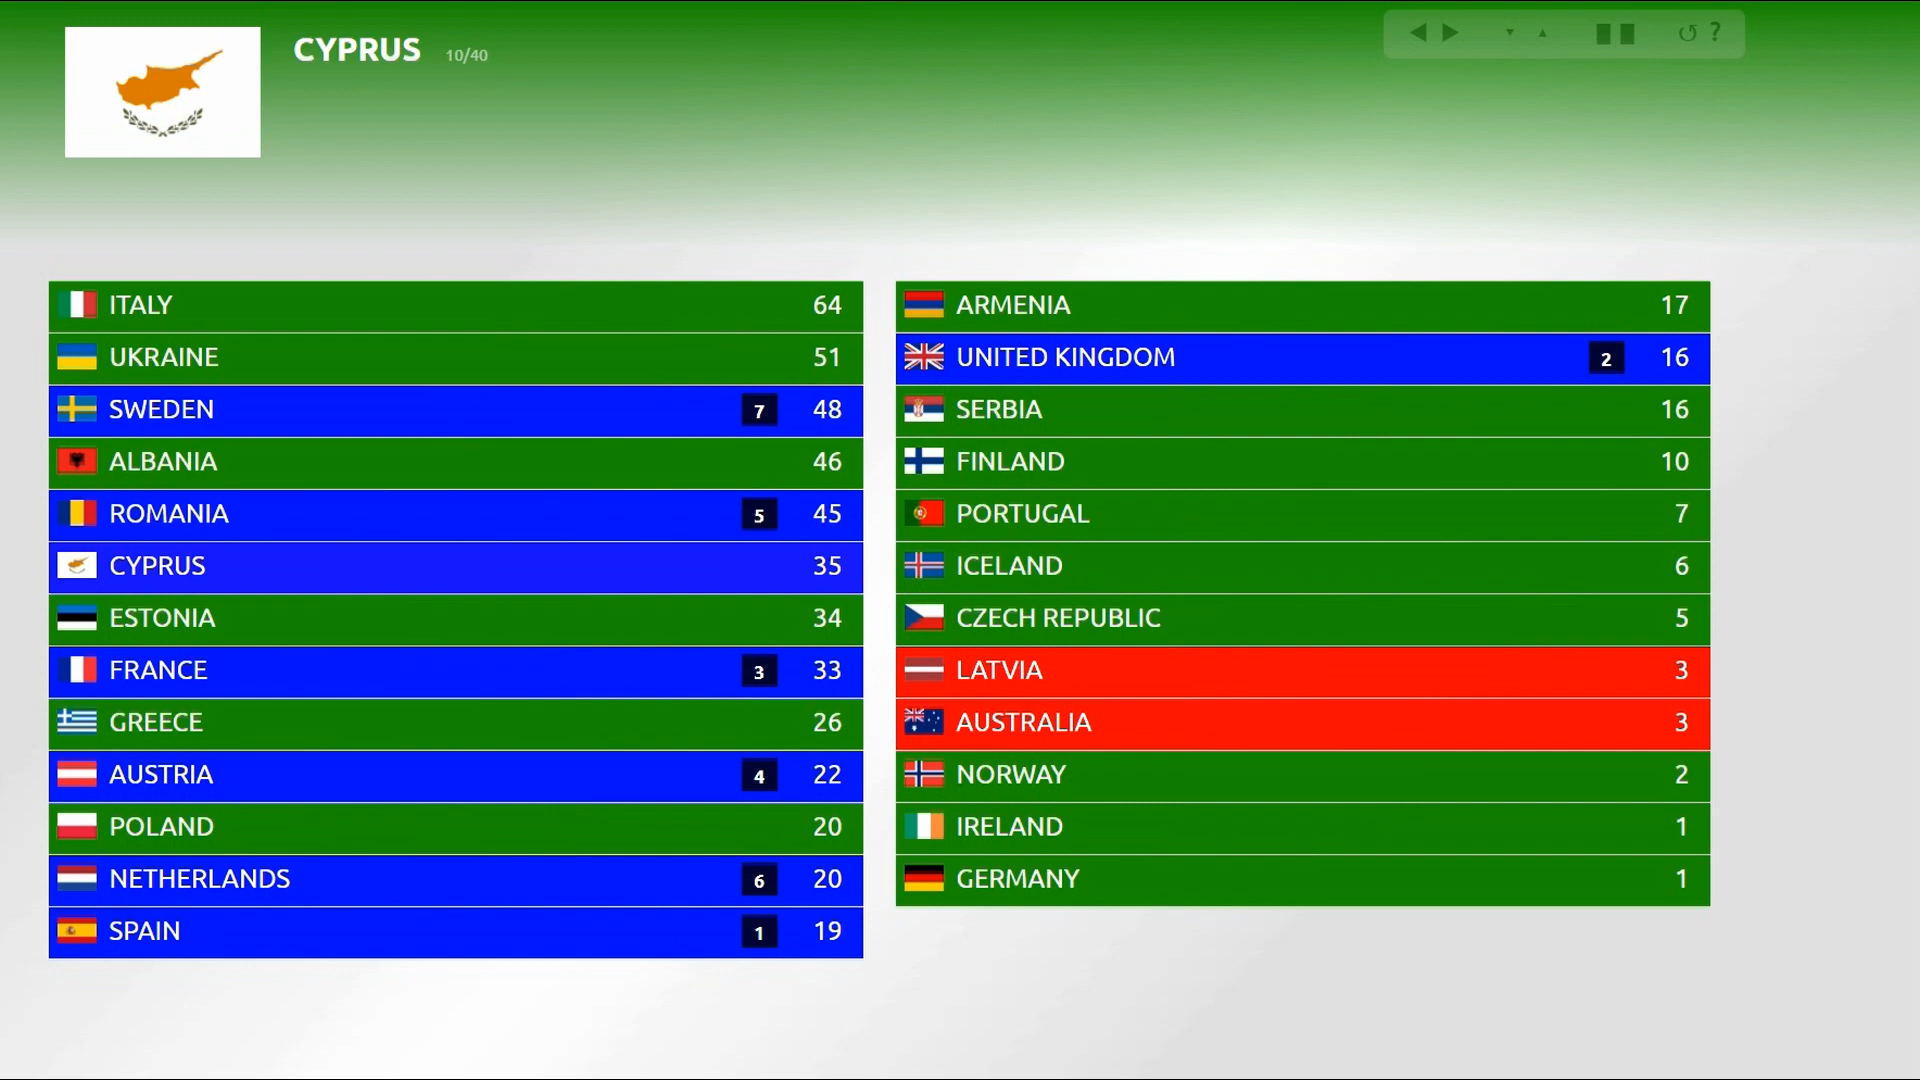 CYPRUS 10/40
?
ITALY 64
UKRAINE 51
SWEDEN 7 48
ALBANIA 46
ROMANIA 5 45
CYPRUS 35
ESTONIA 34
FRANCE 3 33
GREECE 26
AUSTRIA 4 22
POLAND 20
NETHERLANDS 6 20
SPAIN 1 19
ARMENIA 17
UNITED KINGDOM 2 16
SERBIA 16
FINLAND 10
PORTUGAL 7
ICELAND 6
CZECH REPUBLIC 5
LATVIA 3
AUSTRALIA 3
NORWAY 2
IRELAND 1
GERMANY 1